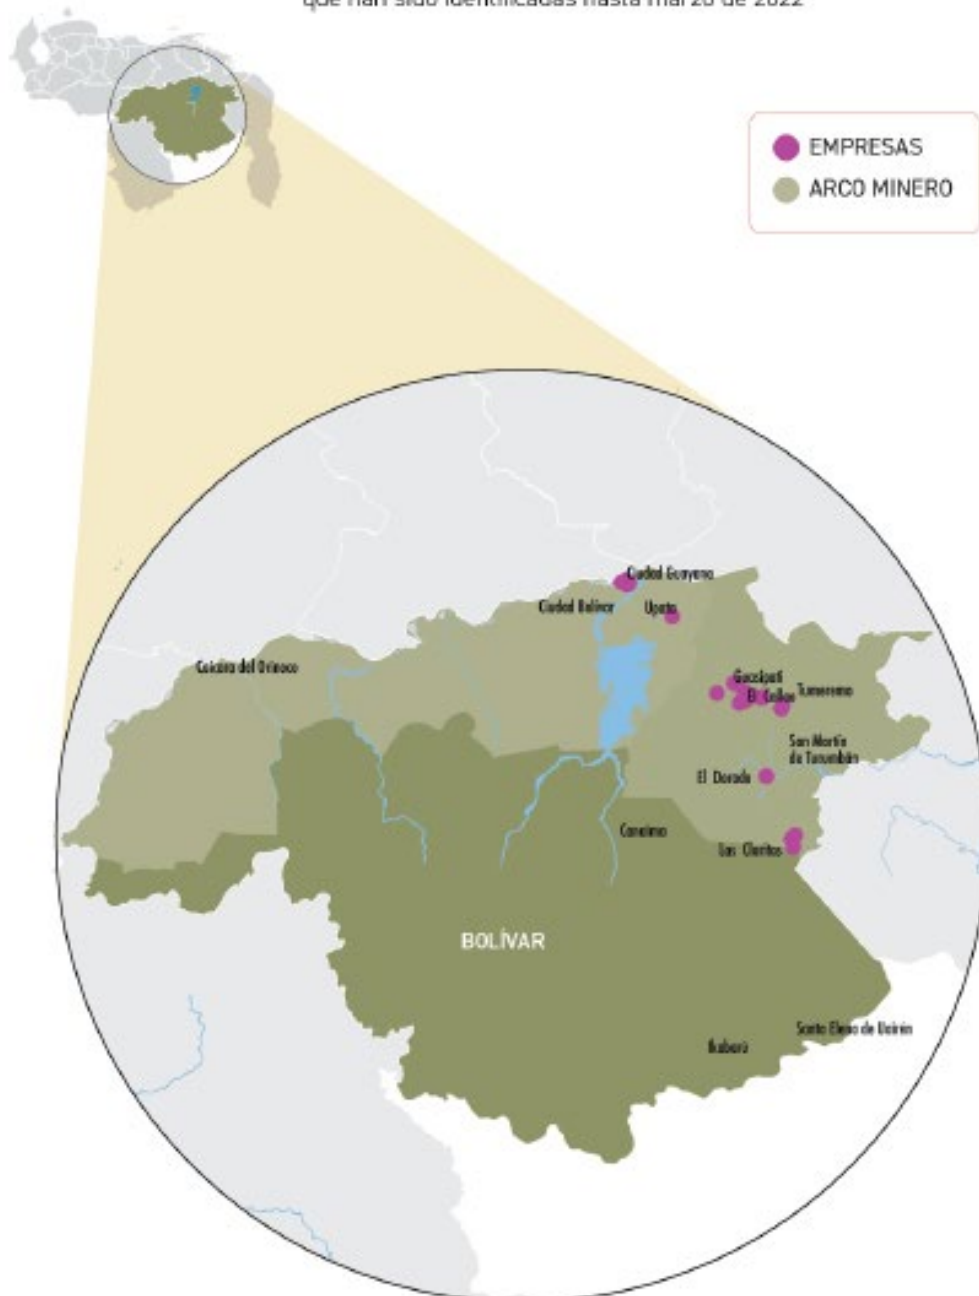 que han sido identificadas hasta marzo de 2022
EMPRESAS
ARCO MINERO
Ciudad Guayana
Ciudad Bolívar
Upata
Caicara del Orinoco
Guasipati
El Callao
Tumeremo
San Martín
de Turumbán
El Dorado
Canaima
Las Claritas
BOLÍVAR
Santa Elena de Uairén
Ikabarú